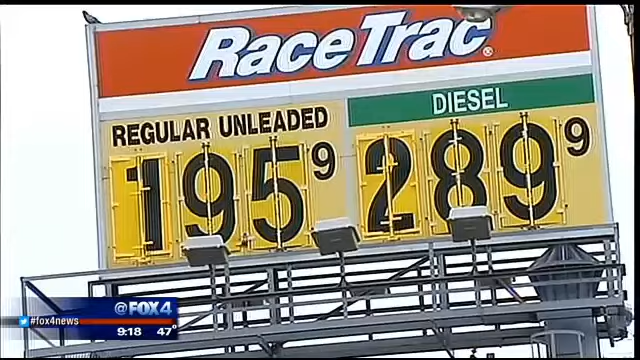 RaceTrac®
REGULAR UNLEADED
DIESEL
195 9
289 9
@FOX4
#fox4news
9:18 47°